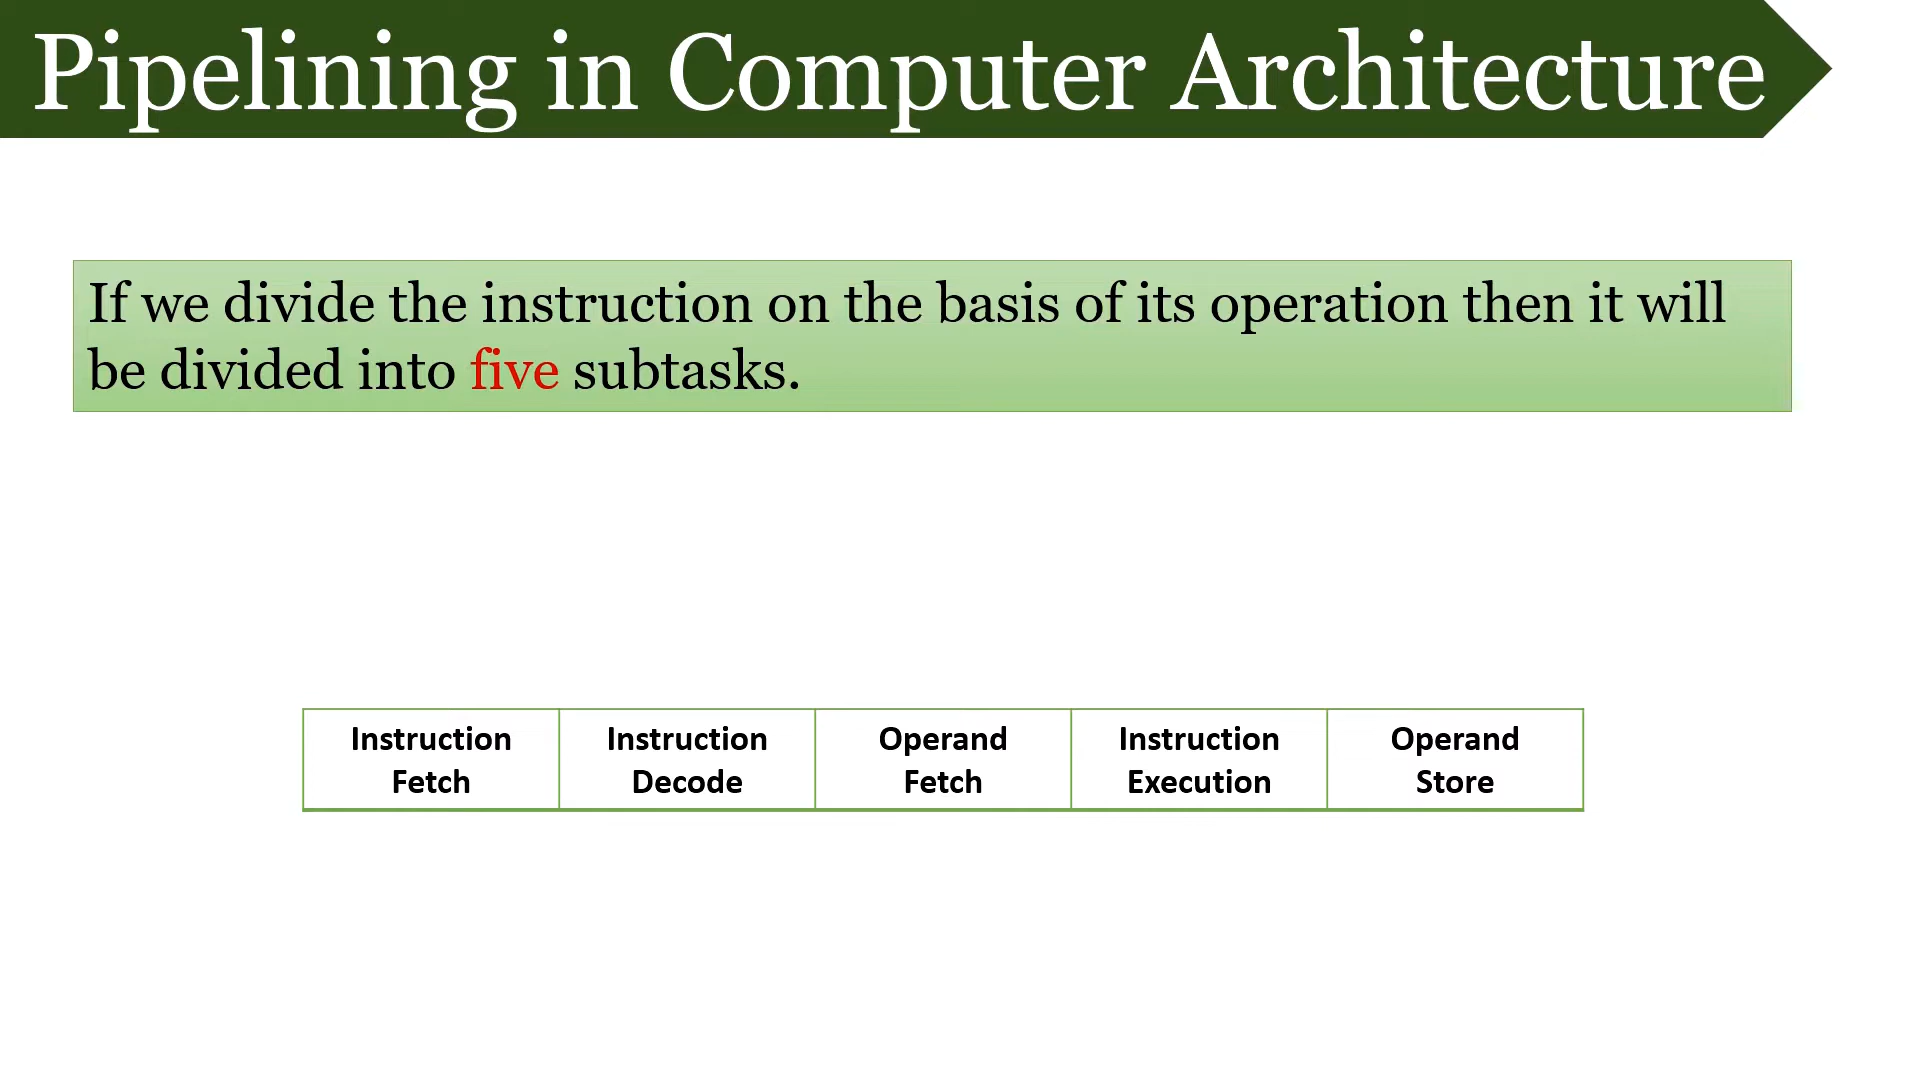 Pipelining in Computer Architecture
If we divide the instruction on the basis of its operation then it will
be divided into five subtasks.
Instruction Fetch
Instruction Decode
Operand Fetch
Instruction Execution
Operand Store